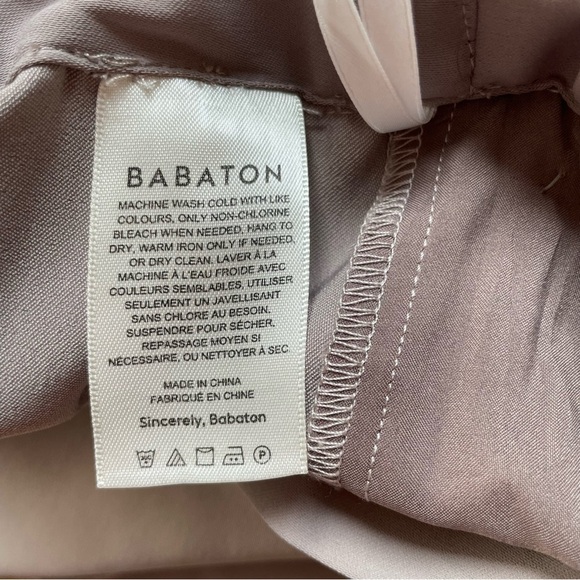 BABATON
MACHINE WASH COLD WITH LIKE
COLOURS, ONLY NON-CHLORINE
BLEACH WHEN NEEDED, HANG TO
DRY, WARM IRON ONLY IF NEEDED,
OR DRY CLEAN. LAVER À LA
MACHINE À L'EAU FROIDE AVEC
COULEURS SEMBLABLES, UTILISER
SEULEMENT UN JAVELLISANT
SANS CHLORE AU BESOIN.
SUSPENDRE POUR SÉCHER,
REPASSAGE MOYEN SI
NÉCESSAIRE, OU NETTOYER À SEC
MADE IN CHINA
FABRIQUÉ EN CHINE
Sincerely, Babaton
P